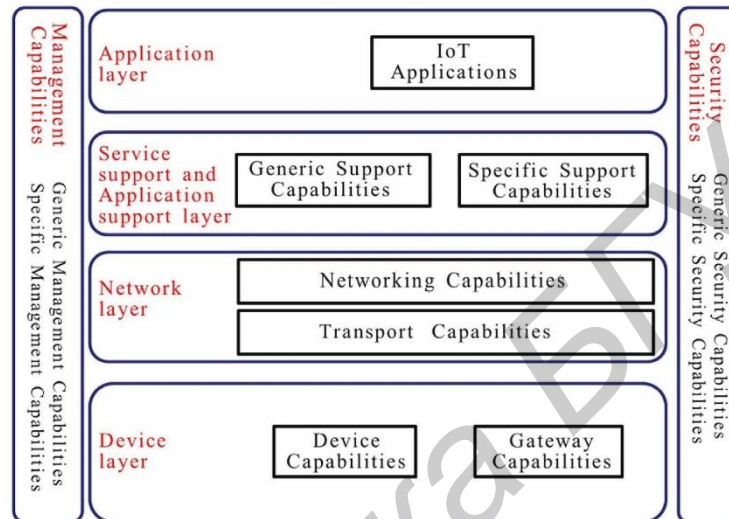 Management
Capabilities
Generic Management Capabilities
Specific Management Capabilities
Application
layer
IoT
Applications
Service
support and
Application
support layer
Generic Support
Capabilities
Specific Support
Capabilities
Network
layer
Networking Capabilities
Transport Capabilities
Device
layer
Device
Capabilities
Gateway
Capabilities
Security
Capabilities
Generic Security Capabilities
Specific Security Capabilities